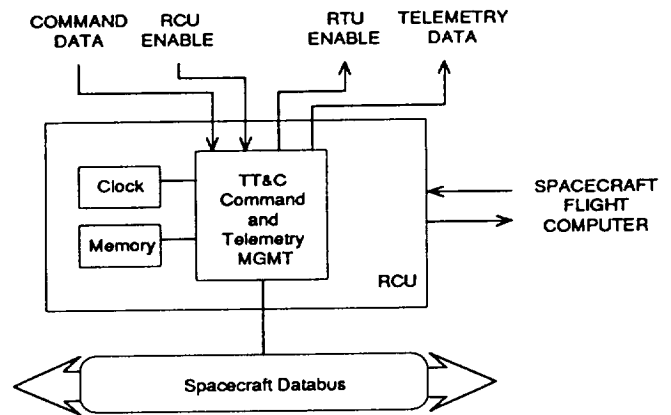 COMMAND
DATA
RCU
ENABLE
RTU
ENABLE
TELEMETRY
DATA
Clock
Memory
TT&C
Command
and
Telemetry
MGMT
RCU
SPACECRAFT
FLIGHT
COMPUTER
Spacecraft Databus